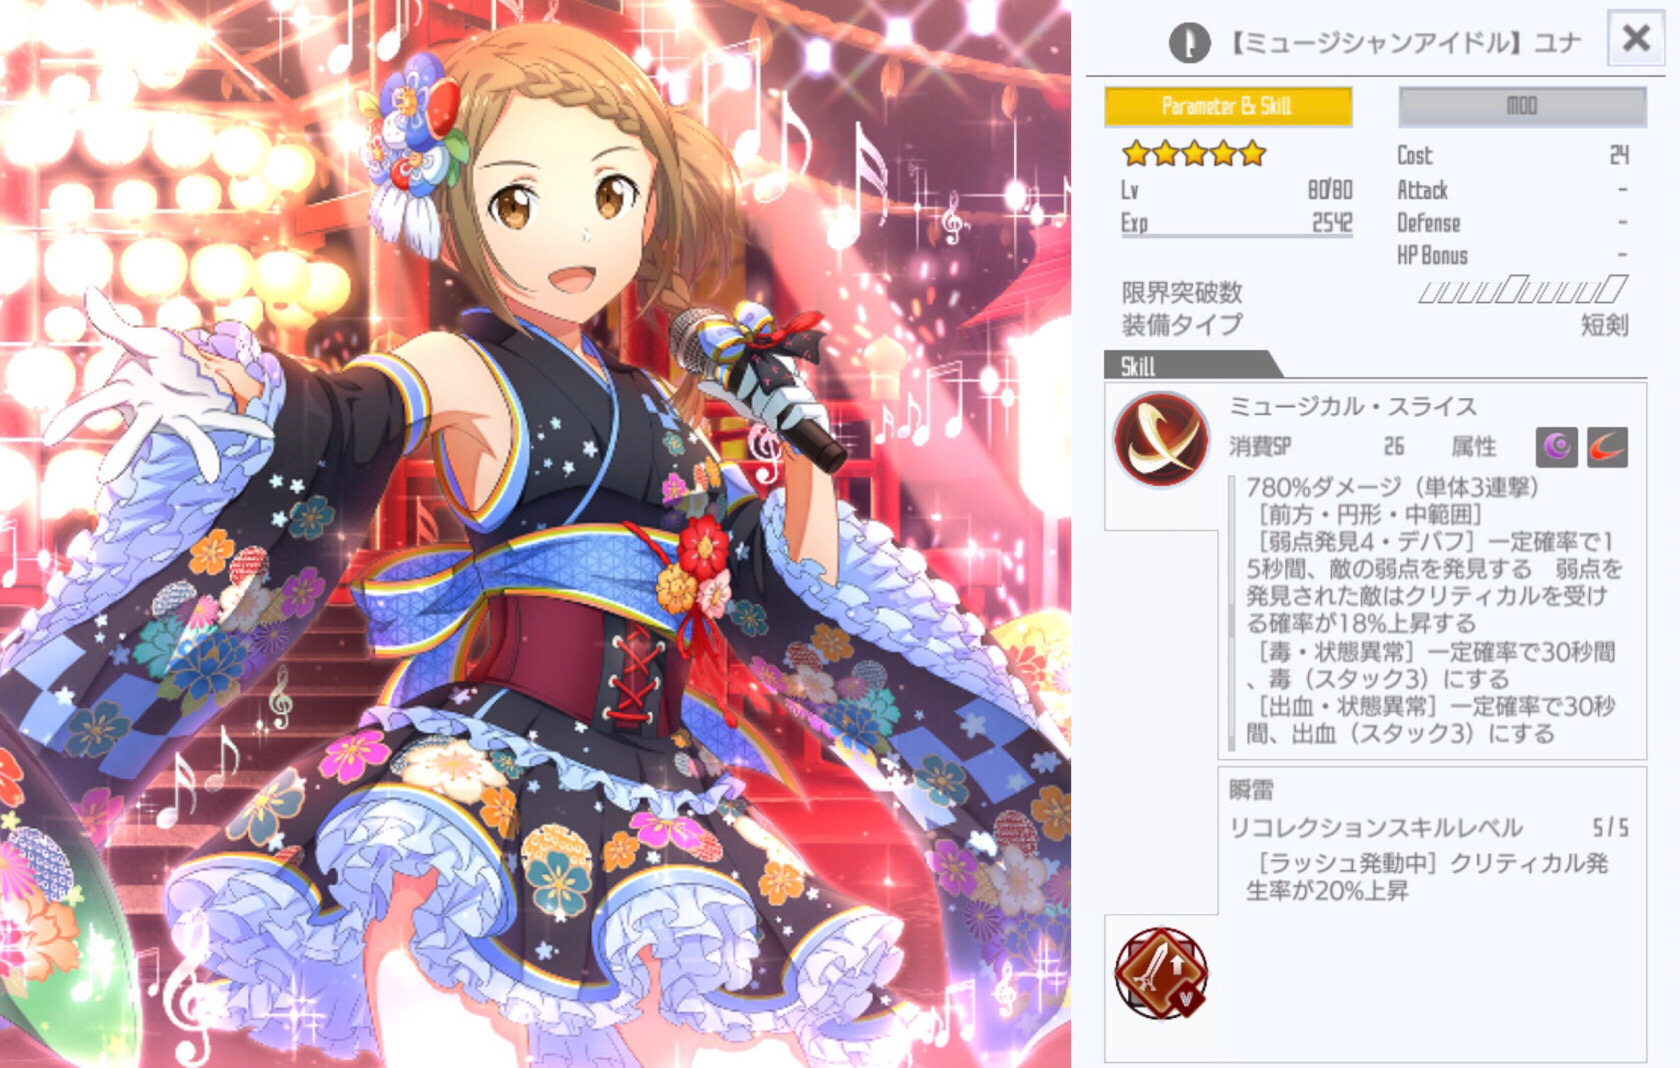 【ミュージシャンアイドル】ユナ
Parameter & Skill
MOD
Lv 80/80
Exp 2542
Cost 24
Attack -
Defense -
HP Bonus -
限界突破数
装備タイプ 短剣
Skill
ミュージカル・スライス
消費SP 26 属性
780%ダメージ（単体3連撃）
［前方・円形・中範囲］
［弱点発見4・デバフ］一定確率で1
5秒間、敵の弱点を発見する　弱点を
発見された敵はクリティカルを受け
る確率が18%上昇する
［毒・状態異常］一定確率で30秒間
、毒（スタック3）にする
［出血・状態異常］一定確率で30秒
間、出血（スタック3）にする
瞬雷
リコレクションスキルレベル 5/5
［ラッシュ発動中］クリティカル発
生率が20%上昇
V